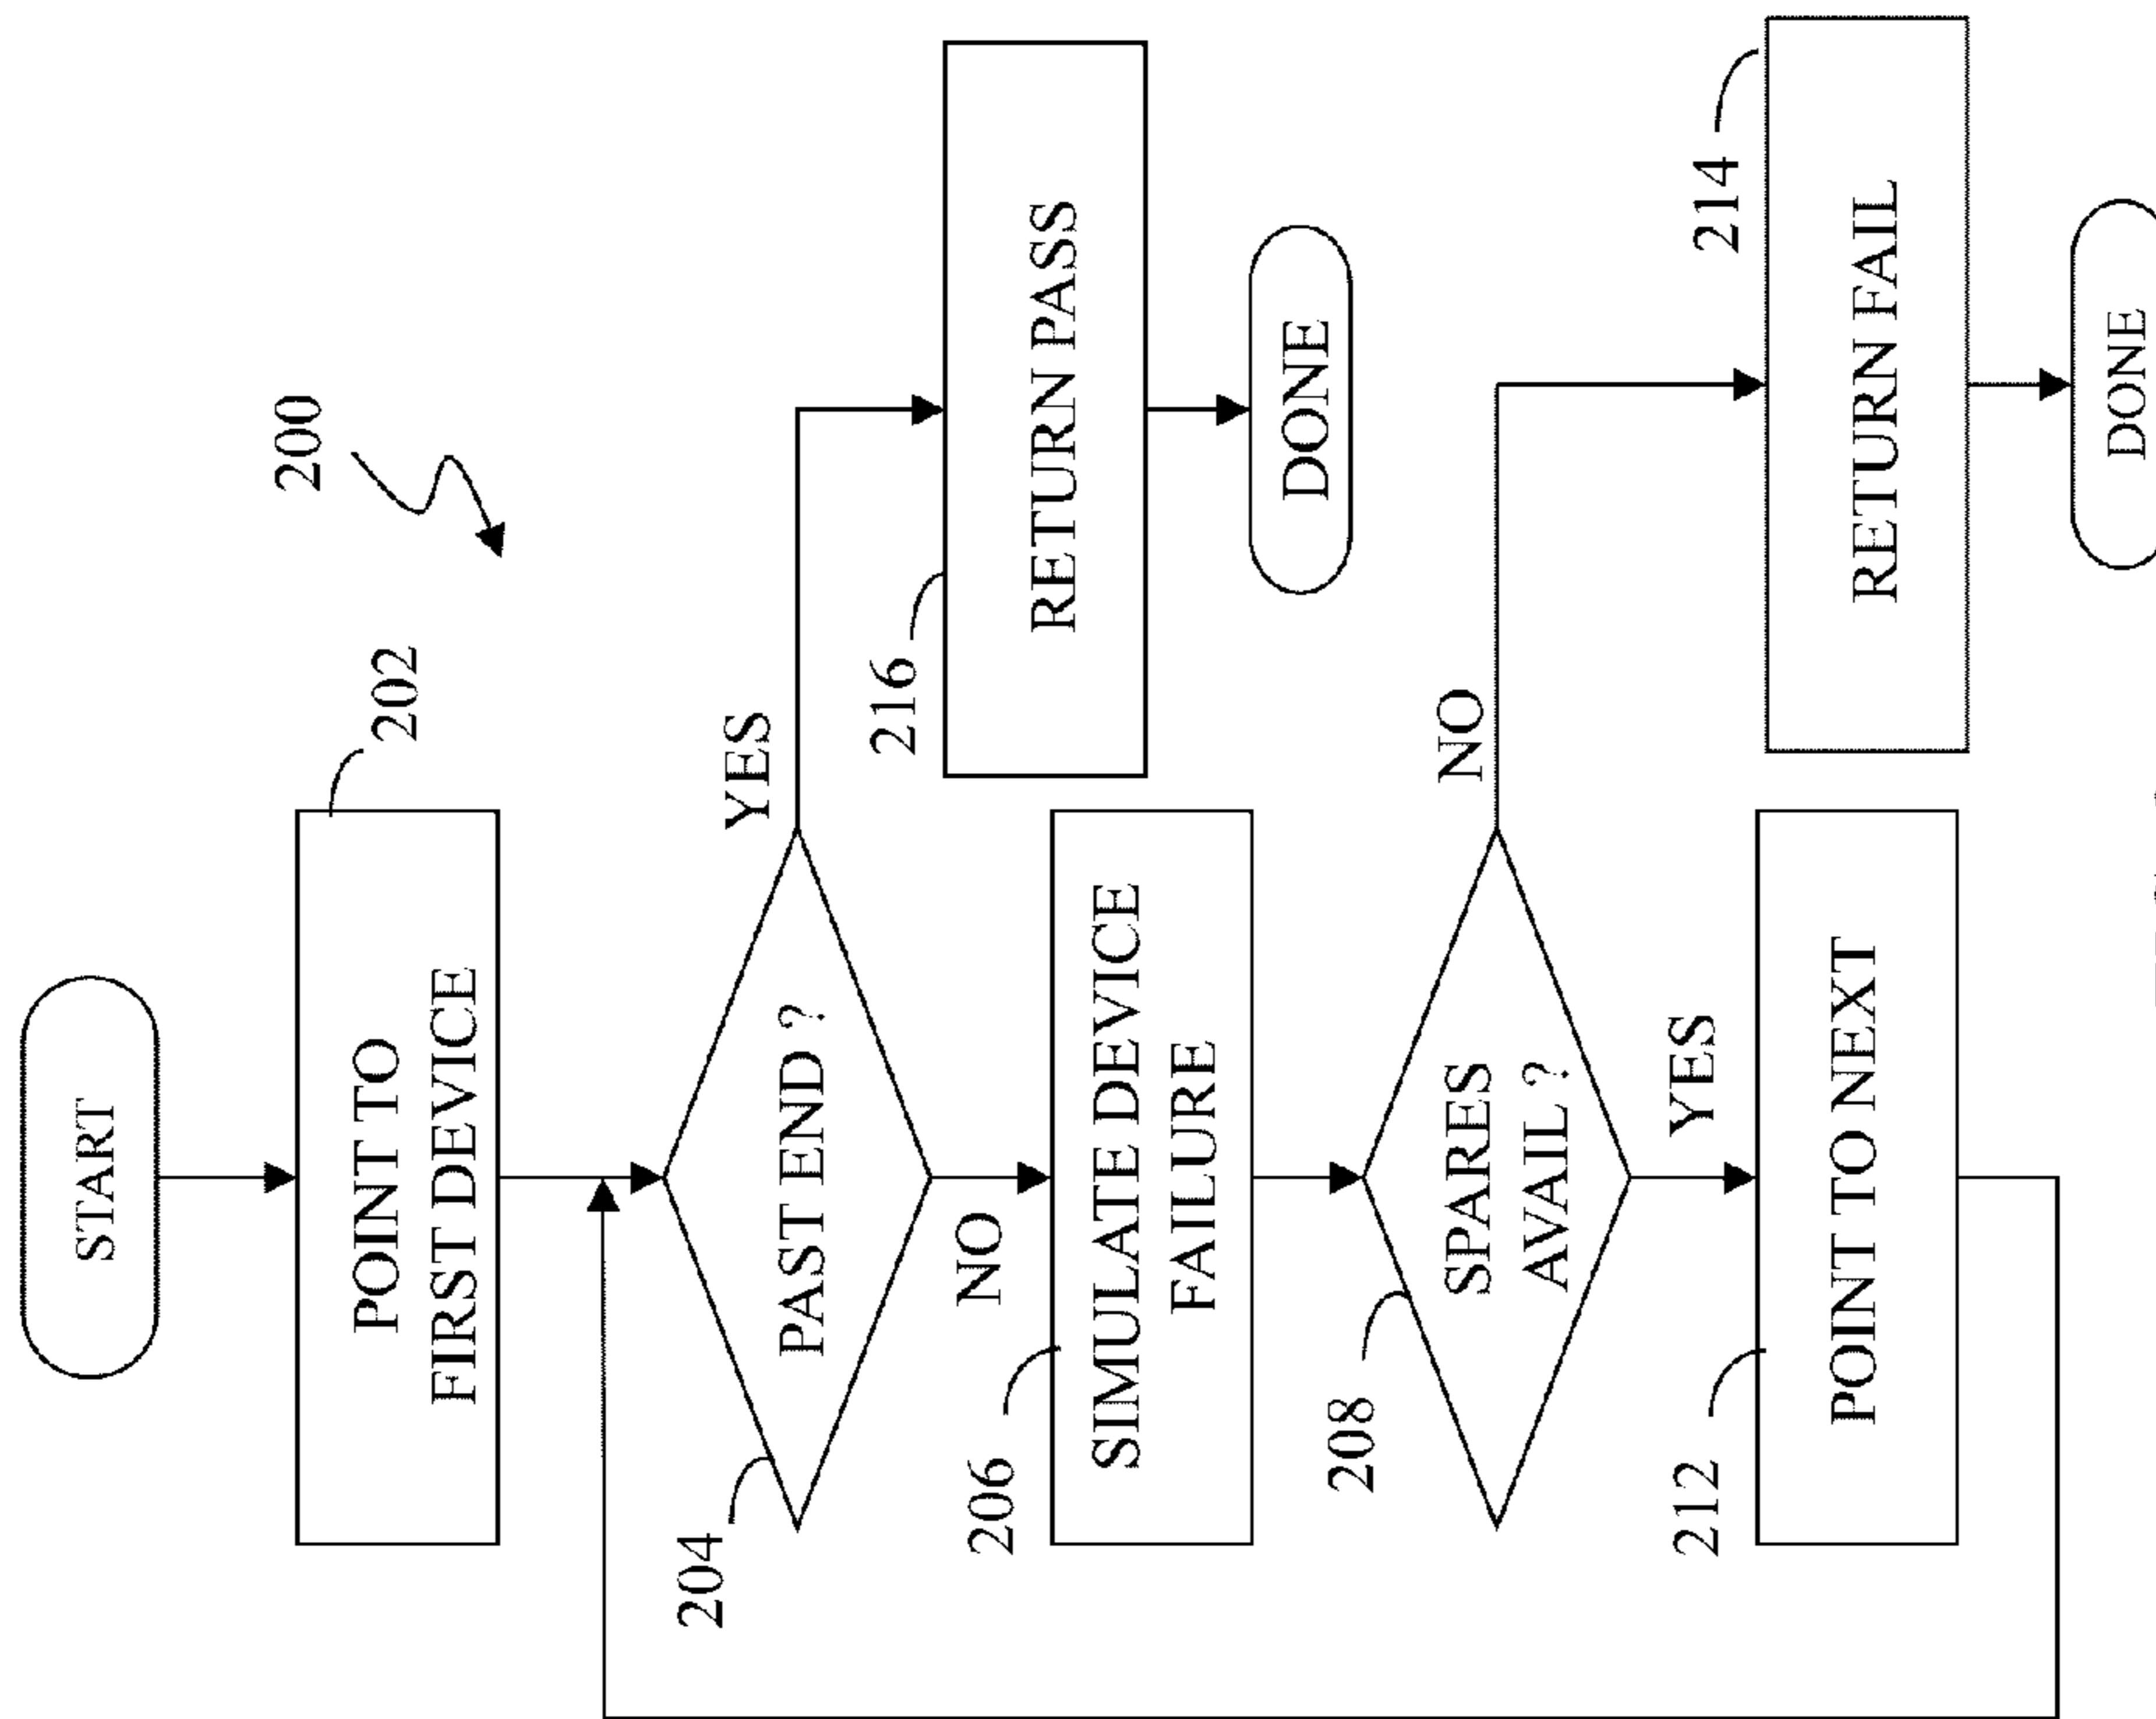 START
200
202
POINT TO
FIRST DEVICE
204
PAST END ?
YES
NO
216
RETURN PASS
DONE
206
SIMULATE DEVICE
FAILURE
208
SPARES
AVAIL ?
NO
YES
214
RETURN FAIL
DONE
212
POINT TO NEXT